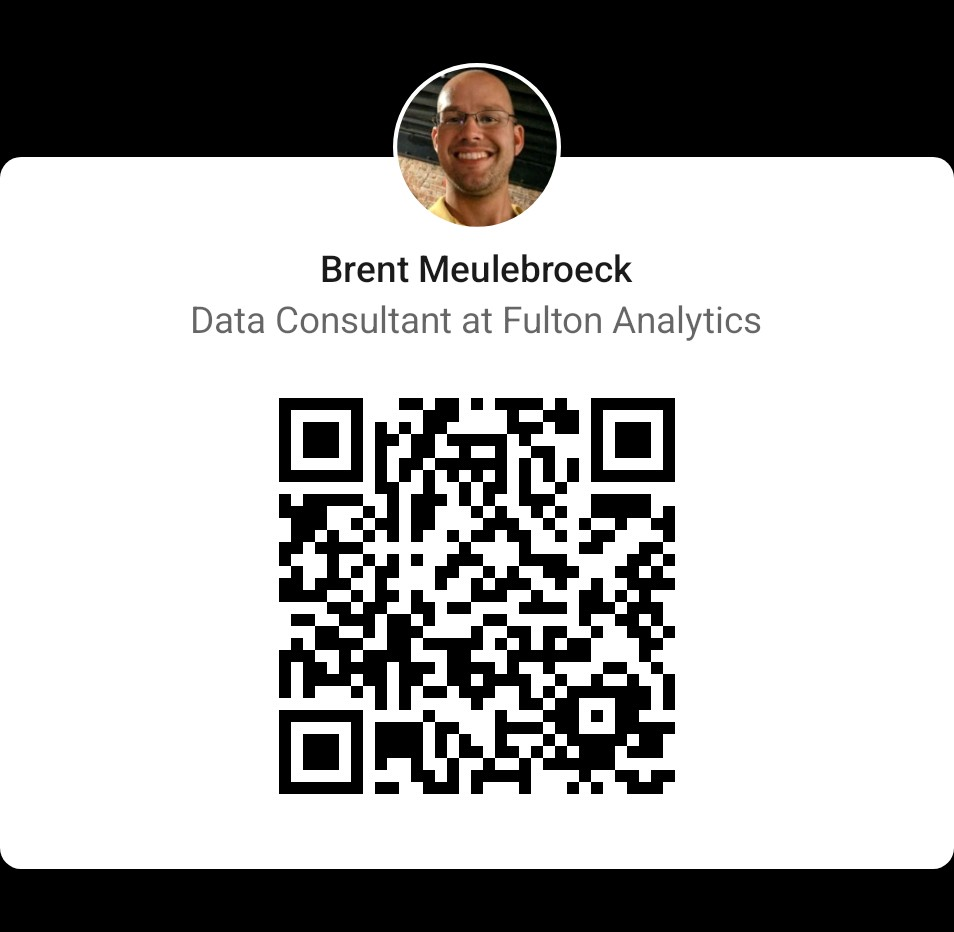 Brent Meulebroeck
Data Consultant at Fulton Analytics